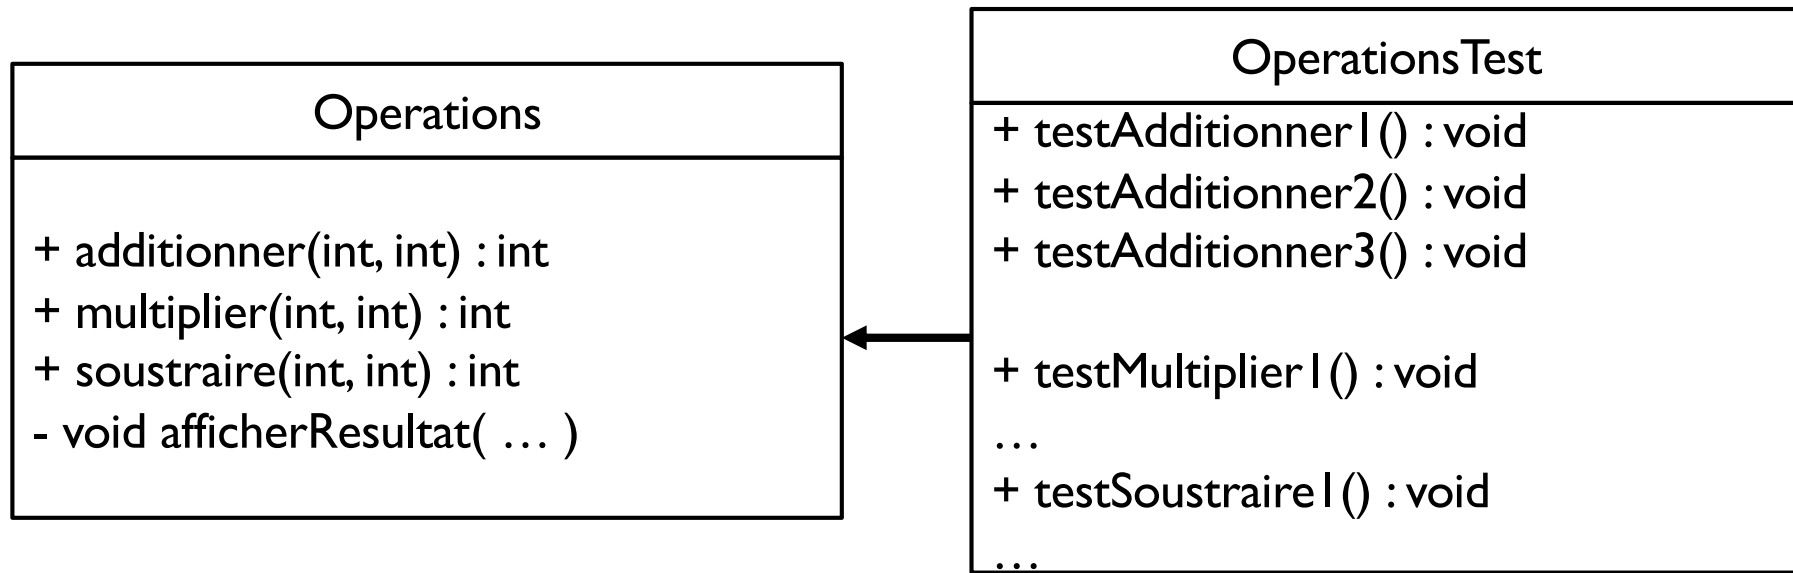 Operations
+ additionner(int, int) : int
+ multiplier(int, int) : int
+ soustraire(int, int) : int
- void afficherResultat( … )
OperationsTest
+ testAdditionner1() : void
+ testAdditionner2() : void
+ testAdditionner3() : void
+ testMultiplier1() : void
…
+ testSoustraire1() : void
…